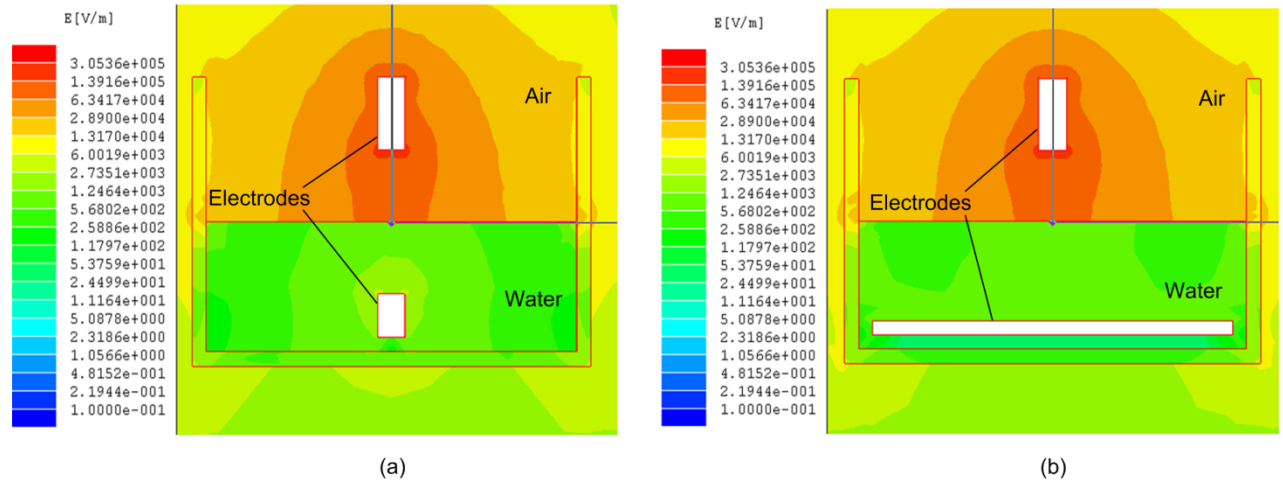 E[V/m]
3.0536e+005
1.3916e+005
6.3417e+004
2.8900e+004
1.3170e+004
6.0019e+003
2.7351e+003
1.2464e+003
5.6802e+002
2.5886e+002
1.1797e+002
5.3759e+001
2.4499e+001
1.1164e+001
5.0878e+000
2.3186e+000
1.0566e+000
4.8152e-001
2.1944e-001
1.0000e-001
Air
Electrodes
Water
(a)
E[V/m]
3.0536e+005
1.3916e+005
6.3417e+004
2.8900e+004
1.3170e+004
6.0019e+003
2.7351e+003
1.2464e+003
5.6802e+002
2.5886e+002
1.1797e+002
5.3759e+001
2.4499e+001
1.1164e+001
5.0878e+000
2.3186e+000
1.0566e+000
4.8152e-001
2.1944e-001
1.0000e-001
Air
Electrodes
Water
(b)